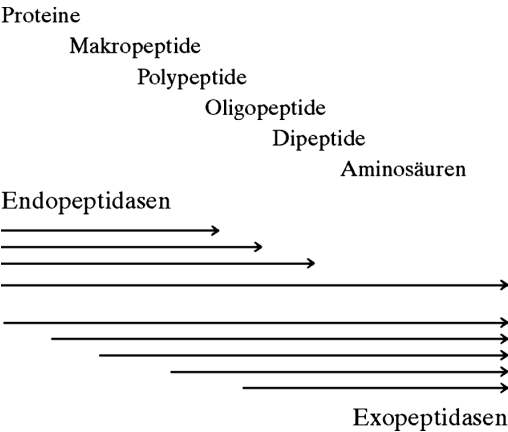 Proteine
Makropeptide
Polypeptide
Oligopeptide
Dipeptide
Aminosäuren
Endopeptidasen
Exopeptidasen